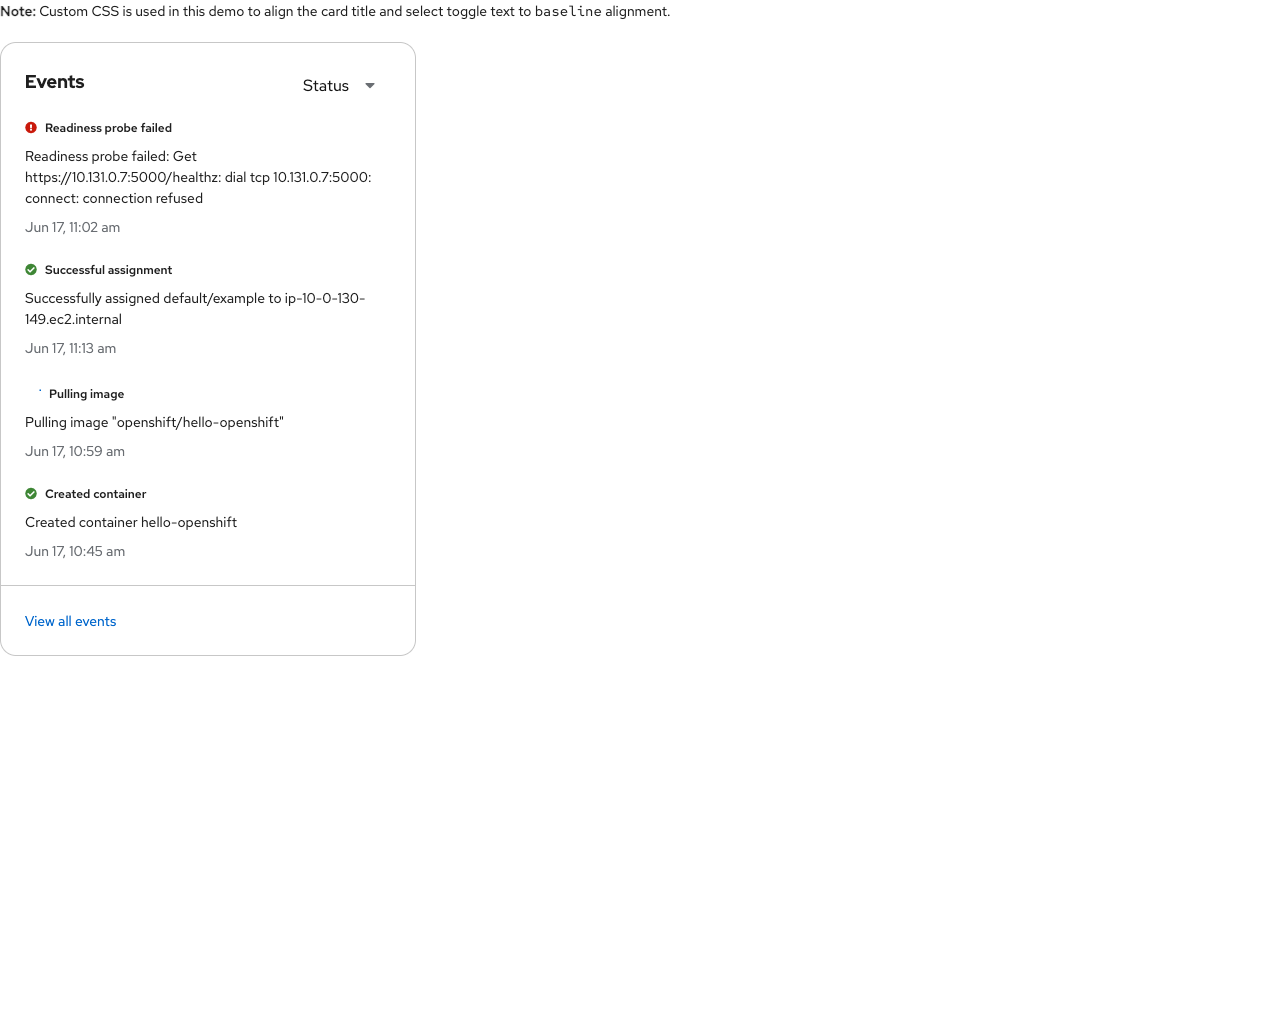 Note: Custom CSS is used in this demo to align the card title and select toggle text to baseline alignment.
Events
Status
Readiness probe failed
Readiness probe failed: Get
https://10.131.0.7:5000/healthz: dial tcp 10.131.0.7:5000:
connect: connection refused
Jun 17, 11:02 am
Successful assignment
Successfully assigned default/example to ip-10-0-130-
149.ec2.internal
Jun 17, 11:13 am
Pulling image
Pulling image "openshift/hello-openshift"
Jun 17, 10:59 am
Created container
Created container hello-openshift
Jun 17, 10:45 am
View all events